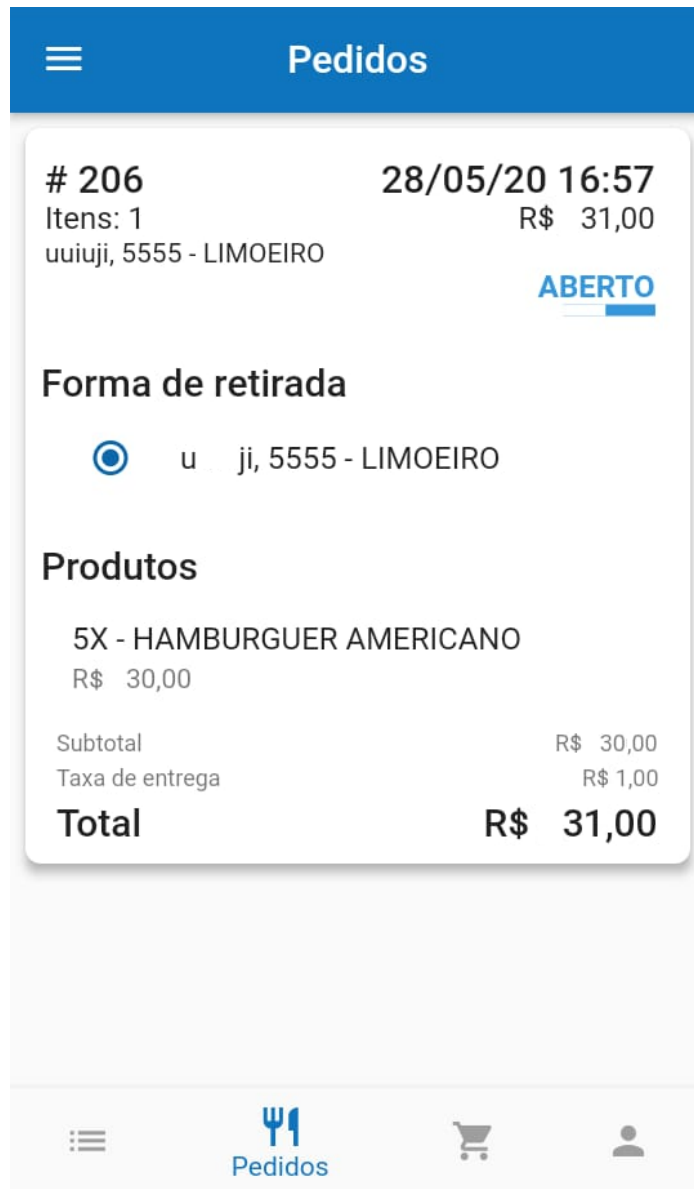 Pedidos
# 206 28/05/20 16:57
Itens: 1 R$ 31,00
uuiuji, 5555 - LIMOEIRO
ABERTO
Forma de retirada
u ji, 5555 - LIMOEIRO
Produtos
5X - HAMBURGUER AMERICANO
R$ 30,00
Subtotal R$ 30,00
Taxa de entrega R$ 1,00
Total R$ 31,00
Pedidos